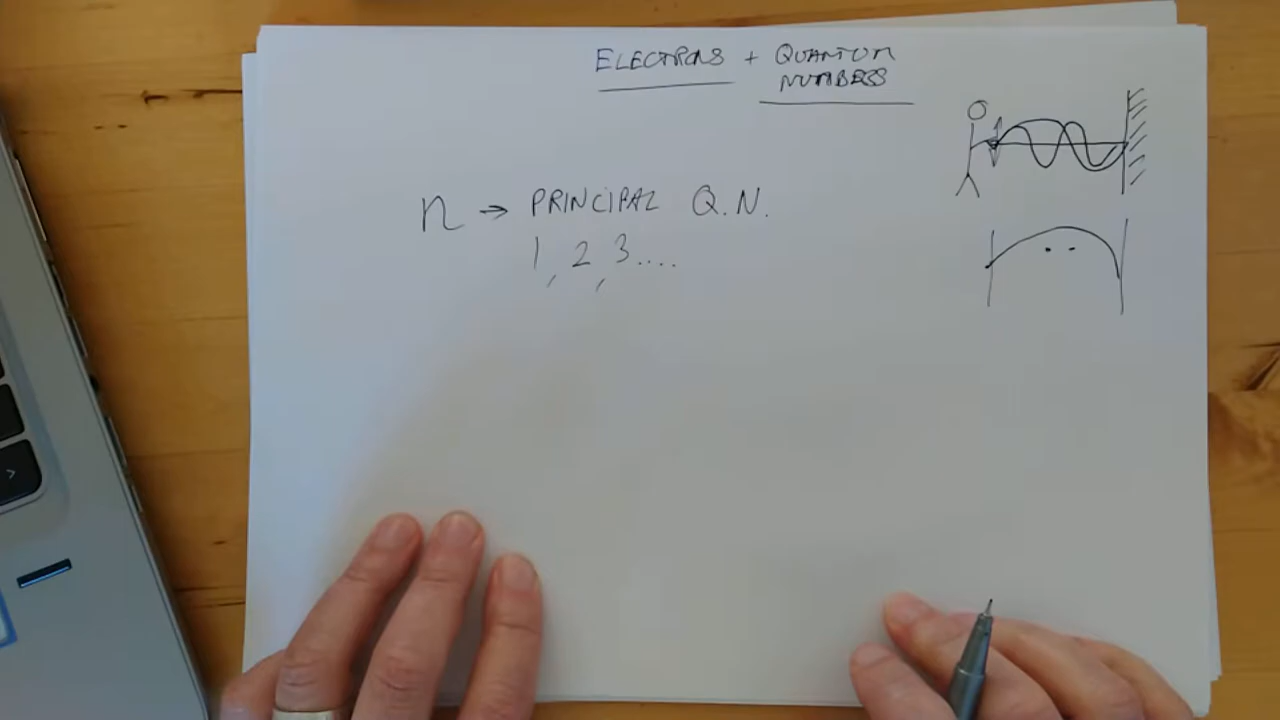 ELECTRONS + QUANTUM
NUMBERS
n → PRINCIPAL Q.N.
1, 2, 3....